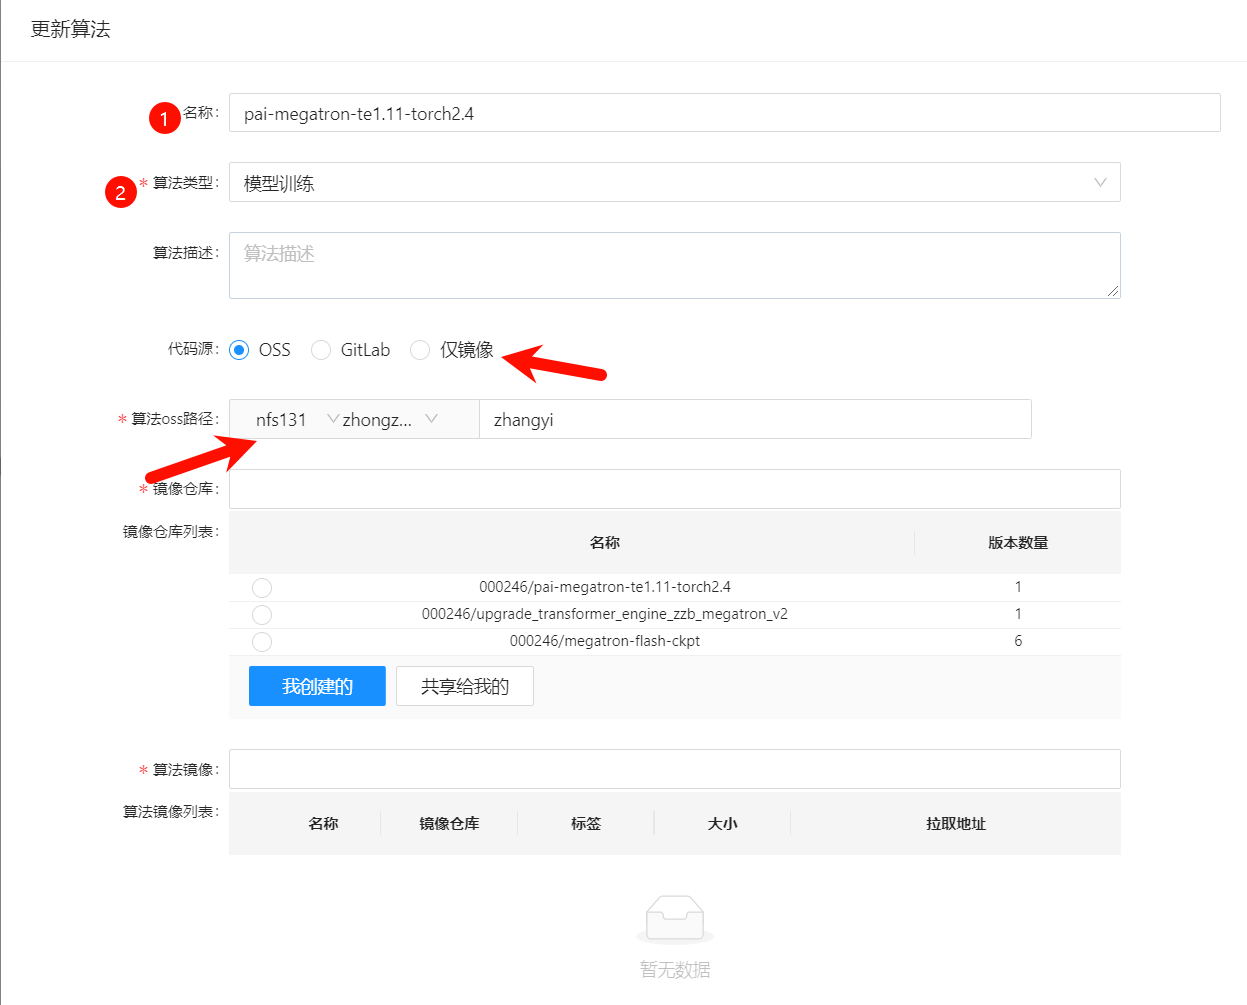 更新算法
1 名称: pai-megatron-te1.11-torch2.4
2 * 算法类型: 模型训练
算法描述: 算法描述
代码源: OSS GitLab 仅镜像
* 算法oss路径: nfs131 zhongz... zhangyi
* 镜像仓库:
镜像仓库列表:
名称 版本数量
000246/pai-megatron-te1.11-torch2.4 1
000246/upgrade_transformer_engine_zzb_megatron_v2 1
000246/megatron-flash-ckpt 6
我创建的 共享给我的
* 算法镜像:
算法镜像列表:
名称 镜像仓库 标签 大小 拉取地址
暂无数据